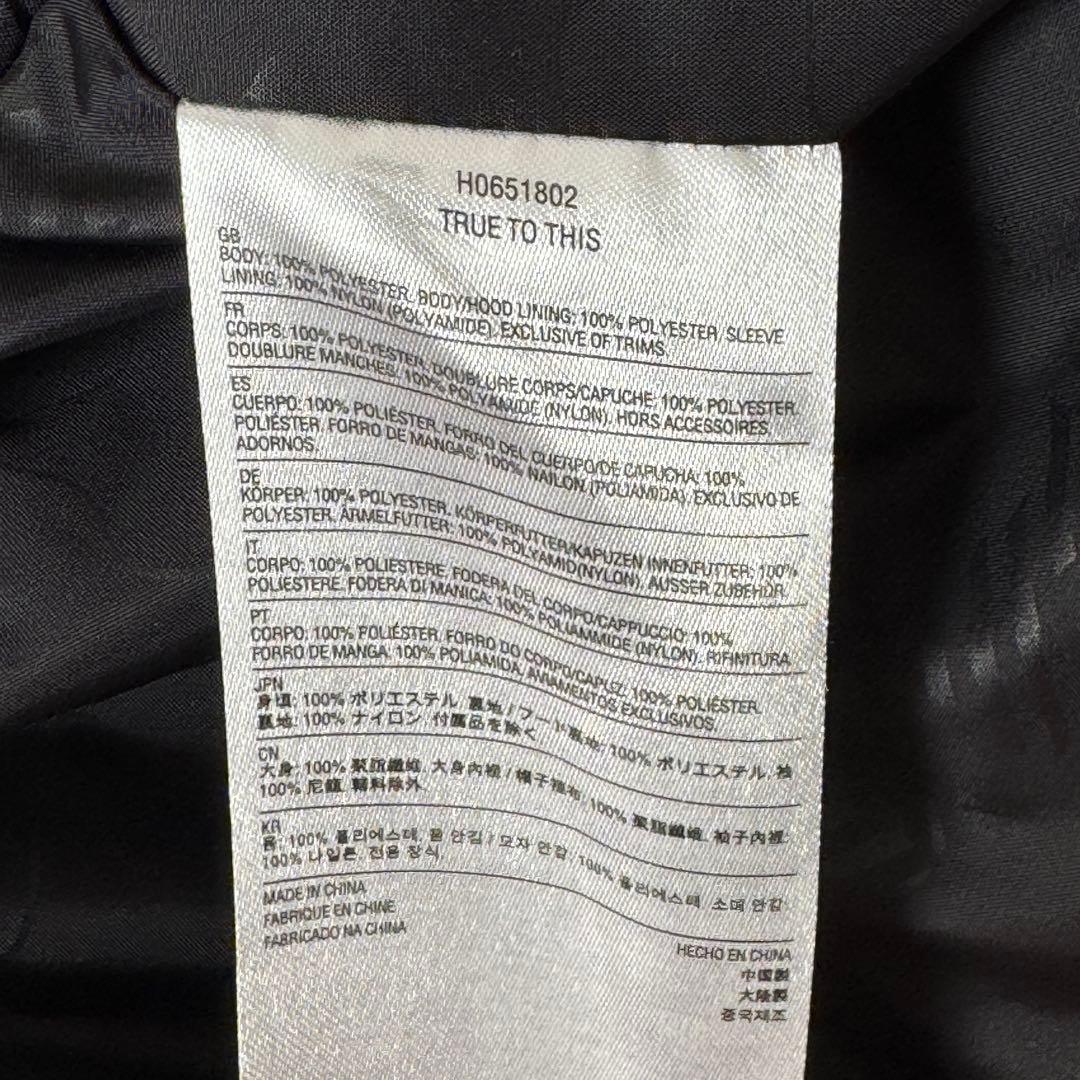 H0651802
TRUE TO THIS
GB
BODY: 100% POLYESTER. BODY/HOOD LINING: 100% POLYESTER. SLEEVE
LINING: 100% NYLON (POLYAMIDE). EXCLUSIVE OF TRIMS.
FR
CORPS: 100% POLYESTER. DOUBLURE CORPS/CAPUCHE: 100% POLYESTER.
DOUBLURE MANCHES: 100% POLYAMIDE (NYLON). HORS ACCESSOIRES.
ES
CUERPO: 100% POLIÉSTER. FORRO DEL CUERPO/DE CAPUCHA: 100%
POLIÉSTER. FORRO DE MANGAS: 100% NAILON (POLIAMIDA). EXCLUSIVO DE
ADORNOS.
DE
KÖRPER: 100% POLYESTER. KÖRPERFUTTER/KAPUZEN INNENFUTTER: 100%
POLYESTER. ÄRMELFUTTER: 100% POLYAMID(NYLON). AUSSER ZUBEHÖR.
IT
CORPO: 100% POLIESTERE. FODERA DEL CORPO/CAPPUCCIO: 100%
POLIESTERE. FODERA DI MANICA: 100% POLIAMMIDE (NYLON). RIFINITURA
PT
CORPO: 100% POLIÉSTER. FORRO DO CORPO/CAPUZ: 100% POLIÉSTER.
FORRO DE MANGA: 100% POLIAMIDA. AVIAMENTOS EXCLUSIVOS.
JPN
身頃: 100% ポリエステル. 裏地/フード裏地: 100% ポリエステル. 袖
裏地: 100% ナイロン. 付属品を除く
CN
大身: 100% 聚脂纖維. 大身內裡/帽子裡布: 100% 聚脂纖維. 袖子內裡:
100% 尼龍. 輔料除外
KR
몸: 100% 폴리에스테. 몸 안감/모자 안감: 100% 폴리에스테. 소매 안감:
100% 나일론. 전용 장식.
MADE IN CHINA
FABRIQUE EN CHINE
FABRICADO NA CHINA
HECHO EN CHINA
中国製
大陸製
중국제조